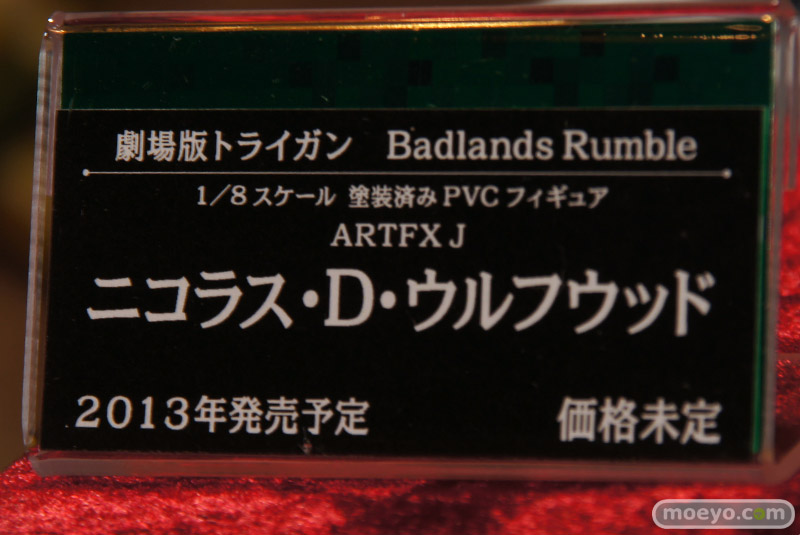 劇場版トライガン　Badlands Rumble
1／8スケール 塗装済みPVCフィギュア
ARTFX J
ニコラス・D・ウルフウッド
2013年発売予定　価格未定
moeyo.com